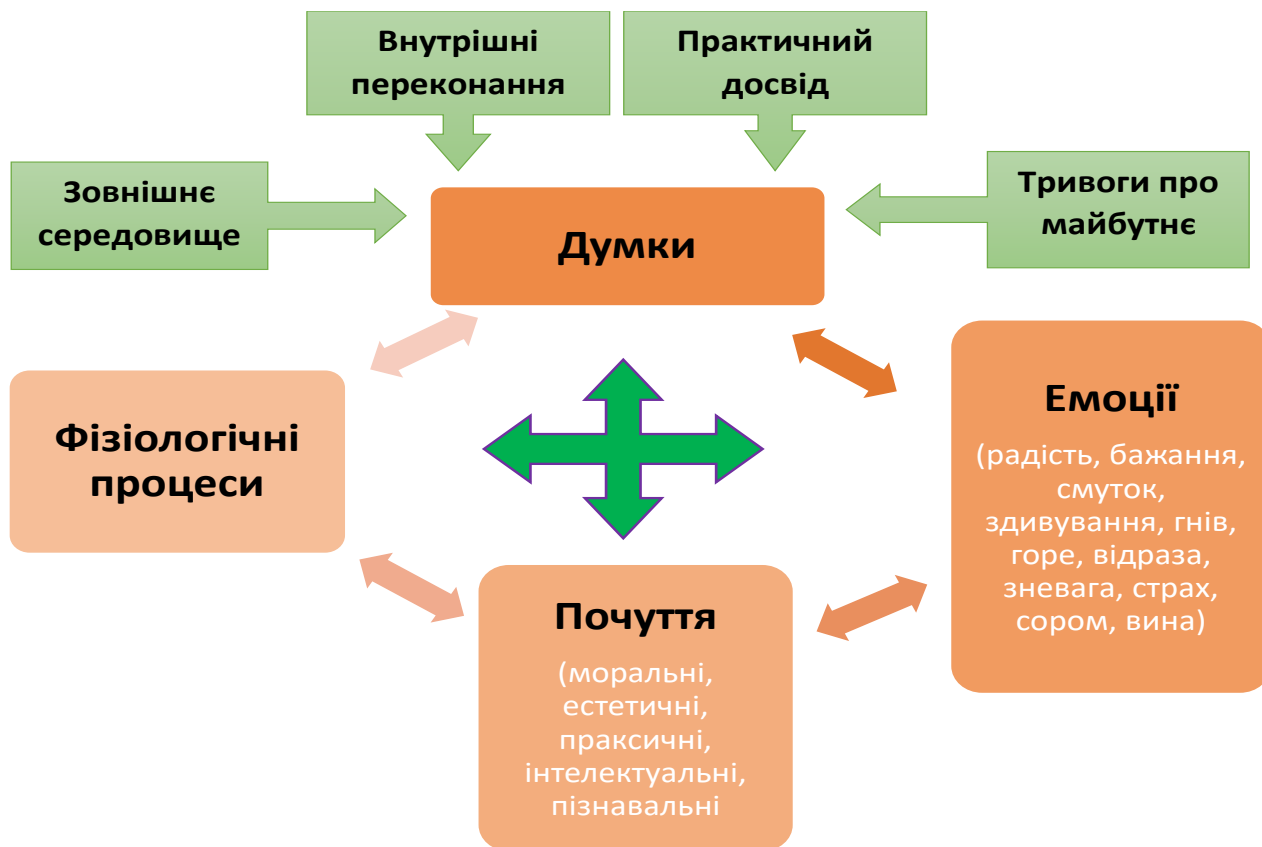 Внутрішні
переконання
Практичний
досвід
Зовнішнє
середовище
Тривоги про
майбутнє
Думки
Фізіологічні
процеси
Емоції
(радість, бажання,
смуток,
здивування, гнів,
горе, відраза,
зневага, страх,
сором, вина)
Почуття
(моральні,
естетичні,
праксичні,
інтелектуальні,
пізнавальні